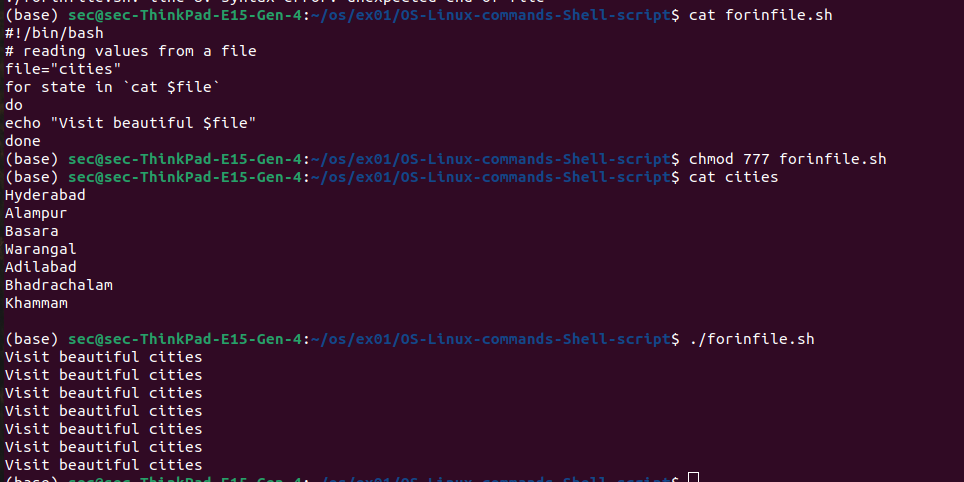 (base) sec@sec-ThinkPad-E15-Gen-4:~/os/ex01/OS-Linux-commands-Shell-script$ cat forinfile.sh
#!/bin/bash
# reading values from a file
file="cities"
for state in `cat $file`
do
echo "Visit beautiful $file"
done
(base) sec@sec-ThinkPad-E15-Gen-4:~/os/ex01/OS-Linux-commands-Shell-script$ chmod 777 forinfile.sh
(base) sec@sec-ThinkPad-E15-Gen-4:~/os/ex01/OS-Linux-commands-Shell-script$ cat cities
Hyderabad
Alampur
Basara
Warangal
Adilabad
Bhadrachalam
Khammam
(base) sec@sec-ThinkPad-E15-Gen-4:~/os/ex01/OS-Linux-commands-Shell-script$ ./forinfile.sh
Visit beautiful cities
Visit beautiful cities
Visit beautiful cities
Visit beautiful cities
Visit beautiful cities
Visit beautiful cities
Visit beautiful cities
(base) sec@sec-ThinkPad-E15-Gen-4:~/os/ex01/OS-Linux-commands-Shell-script$